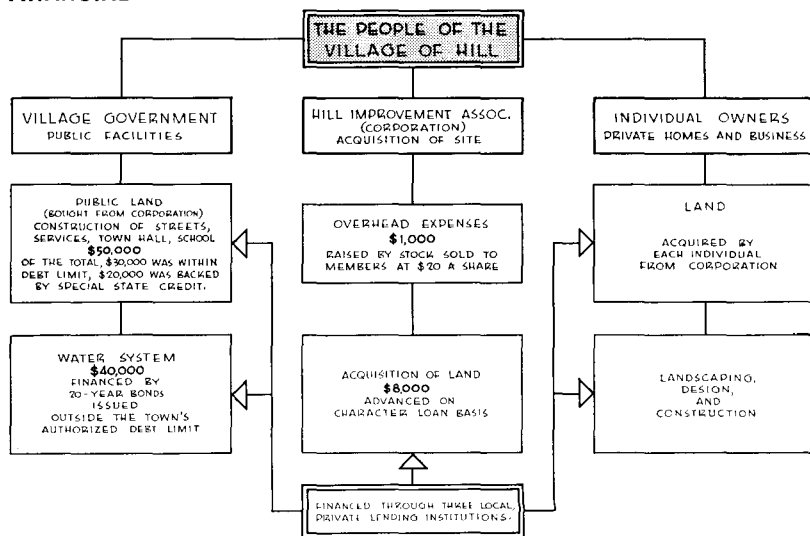 THE PEOPLE OF THE
VILLAGE OF HILL
VILLAGE GOVERNMENT
PUBLIC FACILITIES
HILL IMPROVEMENT ASSOC.
(CORPORATION)
ACQUISITION OF SITE
INDIVIDUAL OWNERS
PRIVATE HOMES AND BUSINESS
PUBLIC LAND
(BOUGHT FROM CORPORATION)
CONSTRUCTION OF STREETS,
SERVICES, TOWN HALL, SCHOOL
$50,000
OF THE TOTAL, $30,000 WAS WITHIN
DEBT LIMIT, $20,000 WAS BACKED
BY SPECIAL STATE CREDIT.
OVERHEAD EXPENSES
$1,000
RAISED BY STOCK SOLD TO
MEMBERS AT $20 A SHARE
LAND
ACQUIRED BY
EACH INDIVIDUAL
FROM CORPORATION
WATER SYSTEM
$40,000
FINANCED BY
20-YEAR BONDS
ISSUED
OUTSIDE THE TOWN'S
AUTHORIZED DEBT LIMIT
ACQUISITION OF LAND
$8,000
ADVANCED ON
CHARACTER LOAN BASIS
LANDSCAPING,
DESIGN,
AND
CONSTRUCTION
FINANCED THROUGH THREE LOCAL,
PRIVATE LENDING INSTITUTIONS.